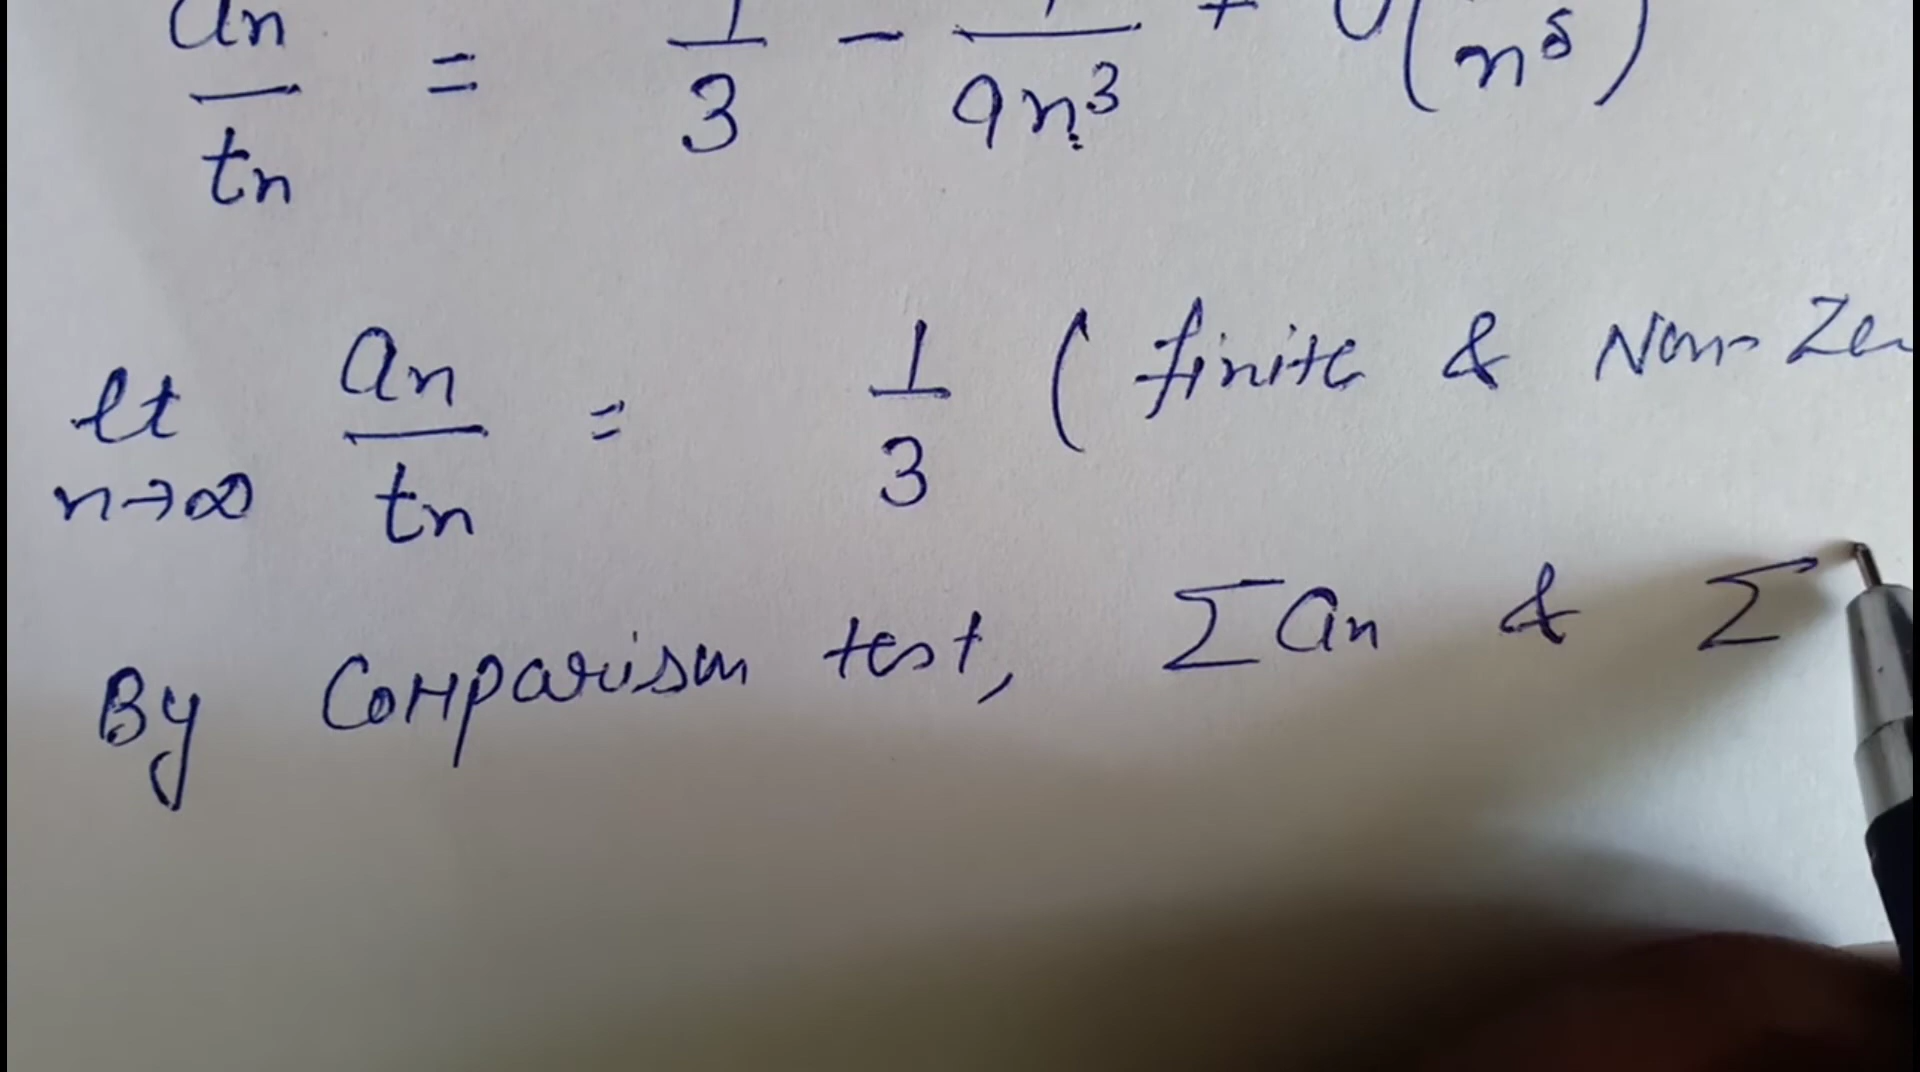 an/tn = 1/3 - 1/9n³ + O(1/n⁵)
lt n→∞ an/tn = 1/3 ( finite & Non-Ze
By Comparison test, Σan & Σ